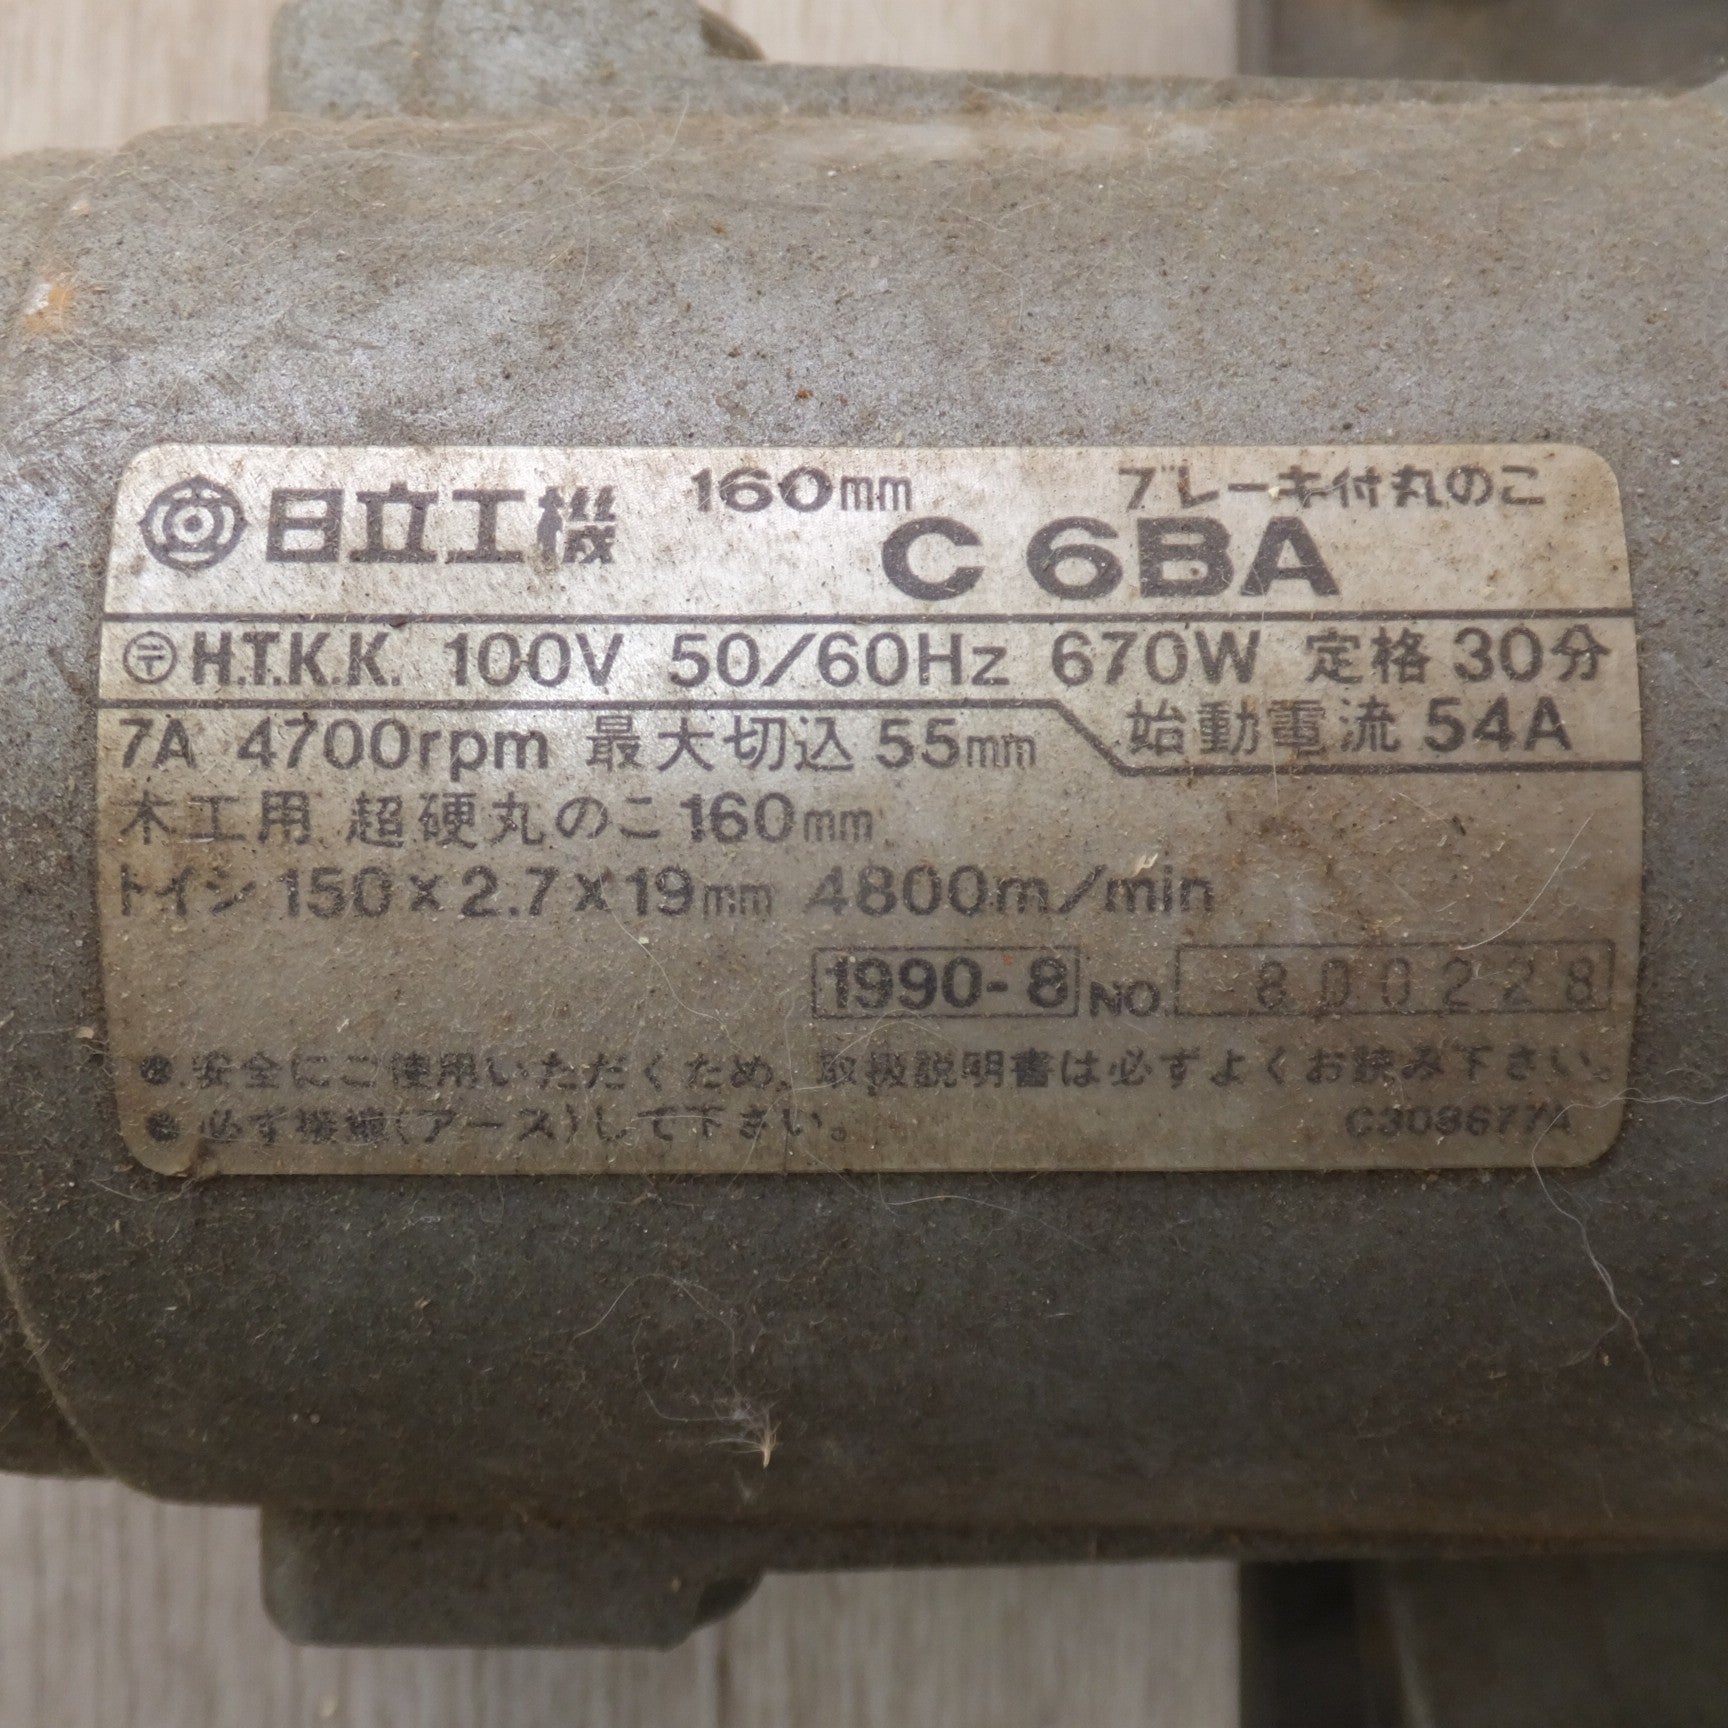 日立工機 160mm ブレーキ付丸のこ
C 6BA
〒 H.T.K.K. 100V 50/60Hz 670W 定格 30分
7A 4700rpm 最大切込 55mm 始動電流 54A
木工用 超硬丸のこ 160mm
トイシ 150×2.7×19mm 4800m/min
1990-8 NO. 800228
●安全にご使用いただくため、取扱説明書は必ずよくお読み下さい。
●必ず接地(アース)して下さい。